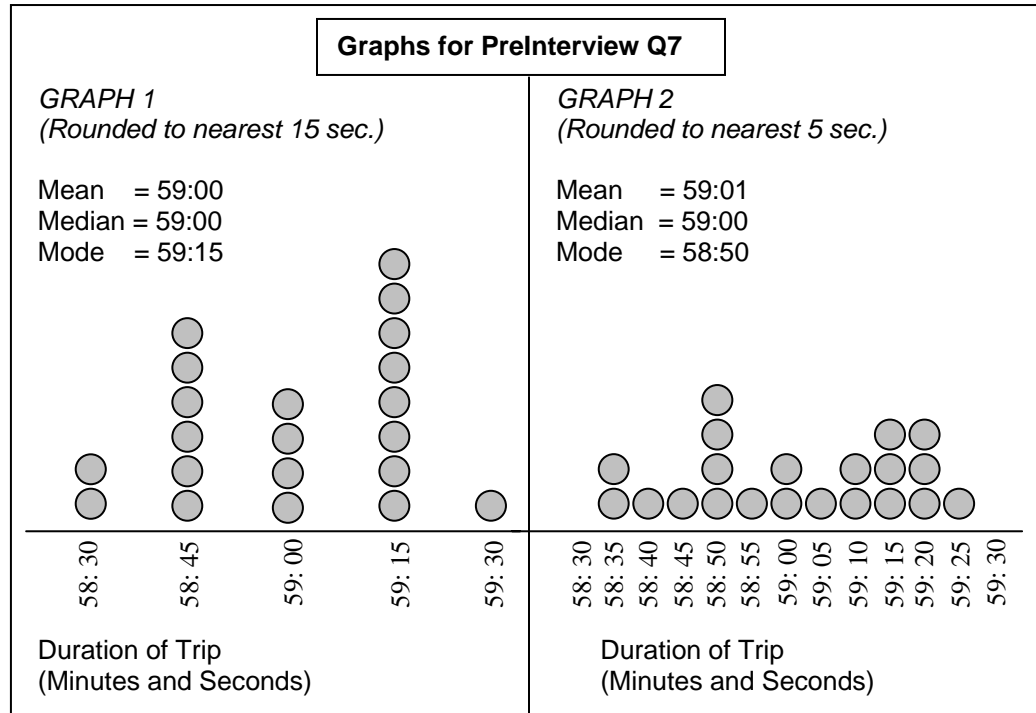 Graphs for PreInterview Q7
GRAPH 1
(Rounded to nearest 15 sec.)
Mean = 59:00
Median = 59:00
Mode = 59:15
58: 30
58: 45
59: 00
59: 15
59: 30
Duration of Trip
(Minutes and Seconds)
GRAPH 2
(Rounded to nearest 5 sec.)
Mean = 59:01
Median = 59:00
Mode = 58:50
58: 30
58: 35
58: 40
58: 45
58: 50
58: 55
59: 00
59: 05
59: 10
59: 15
59: 20
59: 25
59: 30
Duration of Trip
(Minutes and Seconds)